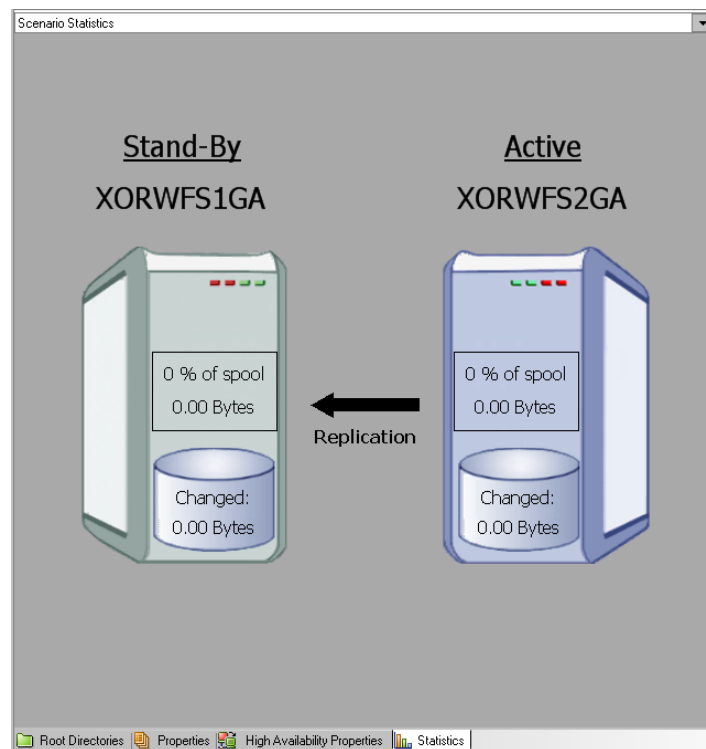 Scenario Statistics
Stand-By
XORWFS1GA
Active
XORWFS2GA
0 % of spool
0.00 Bytes
Changed:
0.00 Bytes
Replication
0 % of spool
0.00 Bytes
Changed:
0.00 Bytes
Root Directories Properties High Availability Properties Statistics